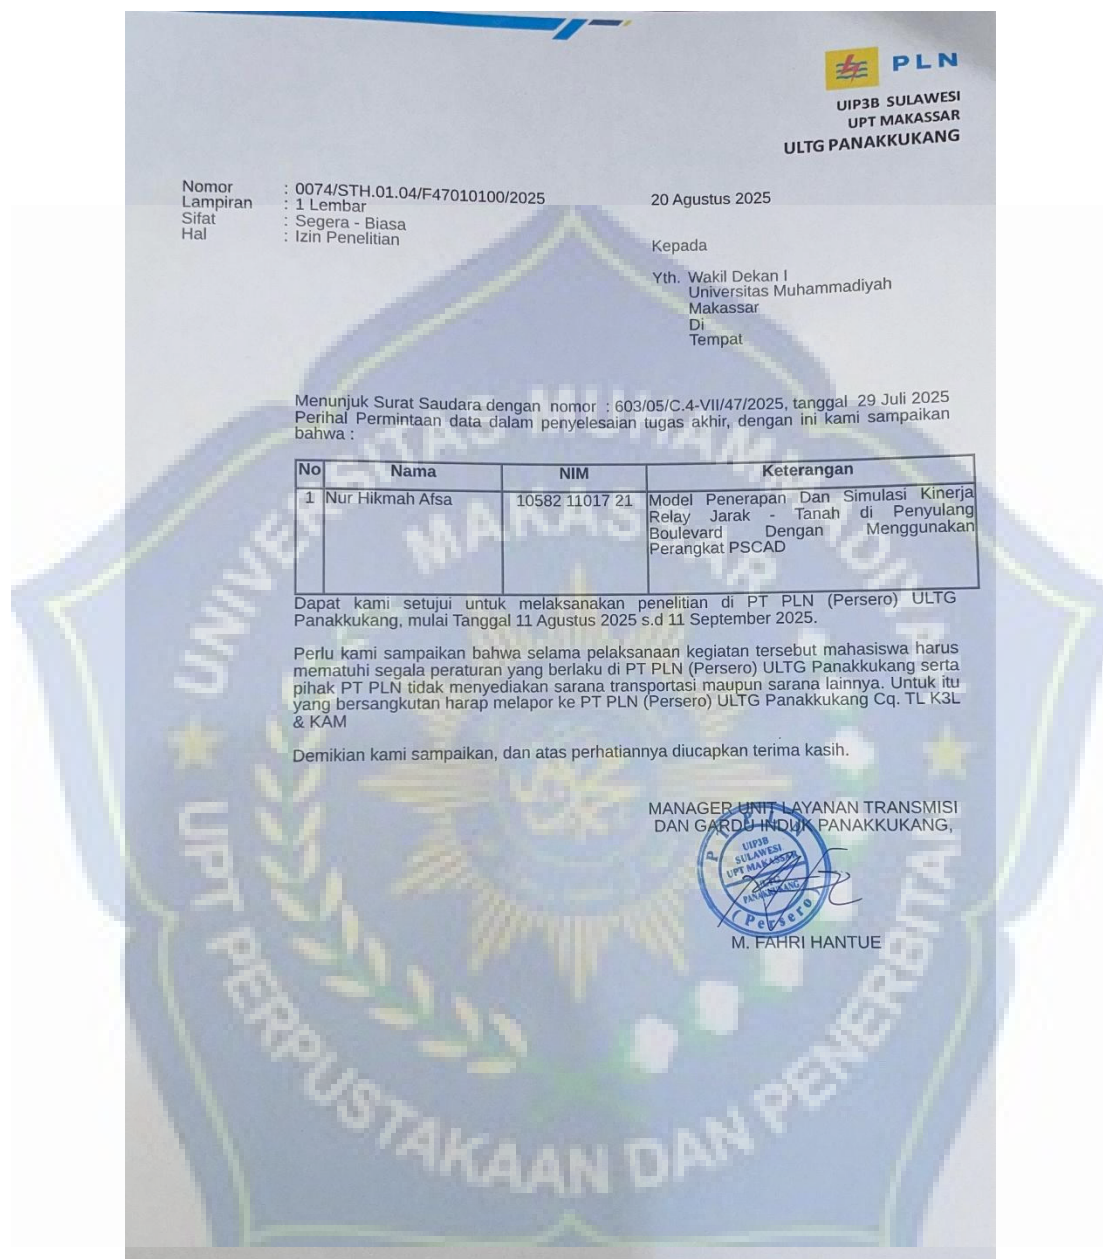 PLN
UIP3B SULAWESI
UPT MAKASSAR
ULTG PANAKKUKANG
Nomor : 0074/STH.01.04/F47010100/2025
Lampiran : 1 Lembar
Sifat : Segera - Biasa
Hal : Izin Penelitian
20 Agustus 2025
Kepada
Yth. Wakil Dekan I
Universitas Muhammadiyah
Makassar
Di
Tempat
Menunjuk Surat Saudara dengan nomor : 603/05/C.4-VII/47/2025, tanggal 29 Juli 2025
Perihal Permintaan data dalam penyelesaian tugas akhir, dengan ini kami sampaikan
bahwa :
No Nama NIM Keterangan
1 Nur Hikmah Afsa 10582 11017 21 Model Penerapan Dan Simulasi Kinerja
Relay Jarak - Tanah di Penyulang
Boulevard Dengan Menggunakan
Perangkat PSCAD
Dapat kami setujui untuk melaksanakan penelitian di PT PLN (Persero) ULTG
Panakkukang, mulai Tanggal 11 Agustus 2025 s.d 11 September 2025.
Perlu kami sampaikan bahwa selama pelaksanaan kegiatan tersebut mahasiswa harus
mematuhi segala peraturan yang berlaku di PT PLN (Persero) ULTG Panakkukang serta
pihak PT PLN tidak menyediakan sarana transportasi maupun sarana lainnya. Untuk itu
yang bersangkutan harap melapor ke PT PLN (Persero) ULTG Panakkukang Cq. TL K3L
& KAM
Demikian kami sampaikan, dan atas perhatiannya diucapkan terima kasih.
MANAGER UNIT LAYANAN TRANSMISI
DAN GARDU INDUK PANAKKUKANG,
PT PLN
UIP3B
SULAWESI
UPT MAKASSAR
ULTG
PANAKKUKANG
(Persero)
M. FAHRI HANTUE
UNIVERSITAS MUHAMMADIYAH
MAKASSAR
UPT PERPUSTAKAAN DAN PENERBITAN